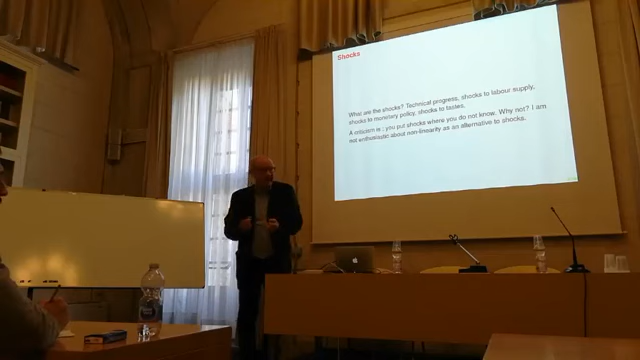 Shocks
What are the shocks? Technical progress, shocks to labour supply,
shocks to monetary policy, shocks to tastes.
A criticism is : you put shocks where you do not know. Why not? I am
not enthusiastic about non-linearity as an alternative to shocks.